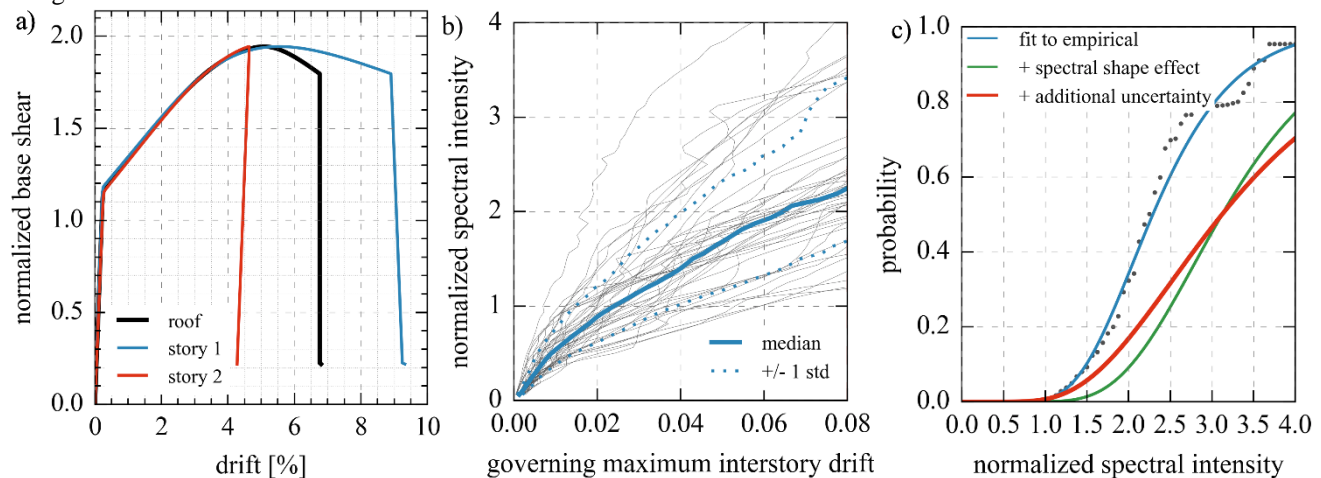 a)
normalized base shear
2.0
1.5
1.0
0.5
0.0
roof
story 1
story 2
0 2 4 6 8 10
drift [%]
b)
normalized spectral intensity
4
3
2
1
0
median
+/- 1 std
0.00 0.02 0.04 0.06 0.08
governing maximum interstory drift
c)
probability
1.0
0.8
0.6
0.4
0.2
0.0
fit to empirical
+ spectral shape effect
+ additional uncertainty
0.0 0.5 1.0 1.5 2.0 2.5 3.0 3.5 4.0
normalized spectral intensity